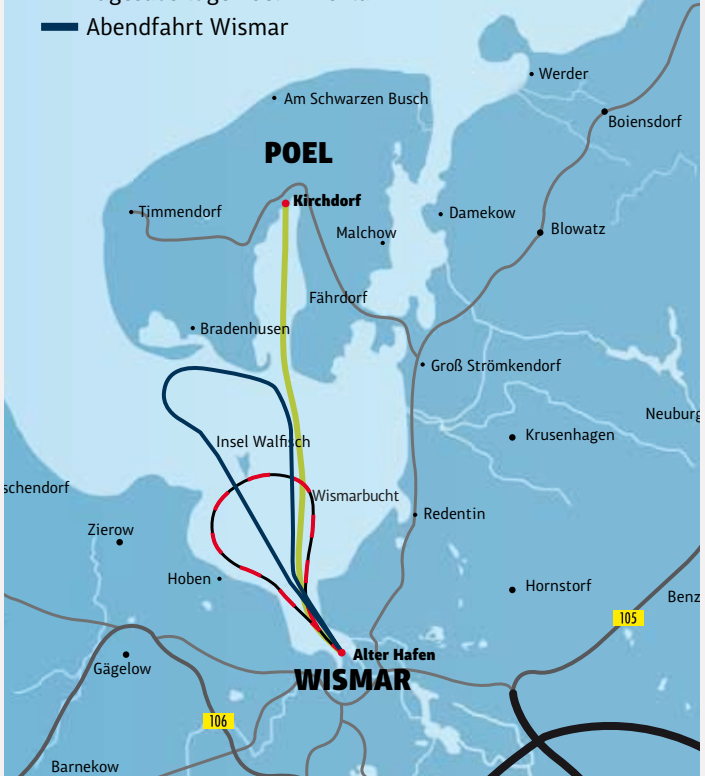 Abendfahrt Wismar
Werder
Am Schwarzen Busch
Boiensdorf
POEL
Kirchdorf
Timmendorf
Damekow
Malchow
Blowatz
Fährdorf
Bradenhusen
Groß Strömkendorf
Neuburg
Krusenhagen
Insel Walfisch
schendorf
Wismarbucht
Redentin
Zierow
Hoben
Hornstorf
Benz
105
Alter Hafen
Gägelow
WISMAR
106
Barnekow